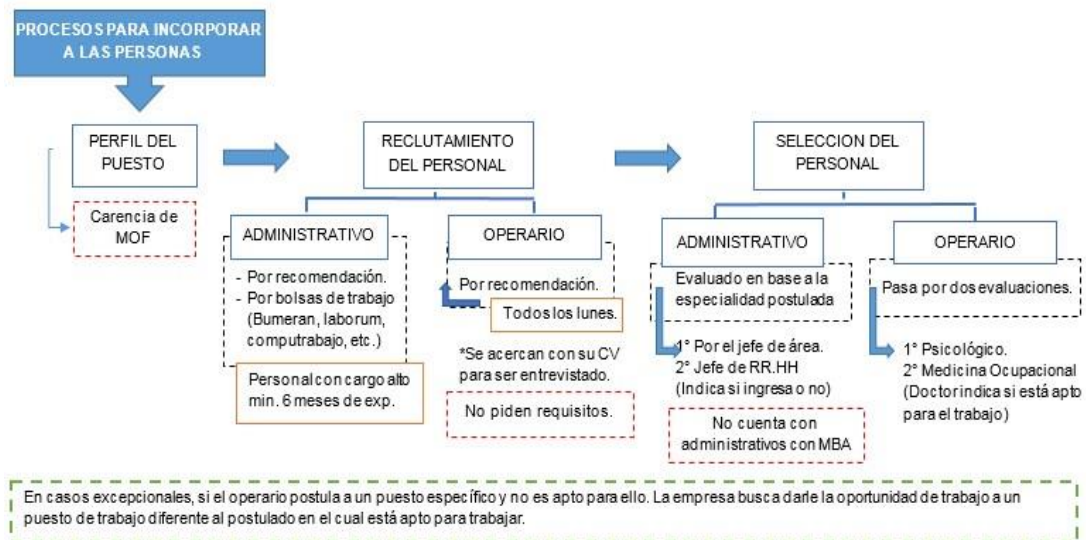 PROCESOS PARA INCORPORAR
A LAS PERSONAS
PERFIL DEL
PUESTO
Carencia de
MOF
RECLUTAMIENTO
DEL PERSONAL
ADMINISTRATIVO
- Por recomendación.
- Por bolsas de trabajo
(Bumeran, laborum,
computrabajo, etc.)
Personal con cargo alto
min. 6 meses de exp.
OPERARIO
Por recomendación.
Todos los lunes.
*Se acercan con su CV
para ser entrevistado.
No piden requisitos.
SELECCION DEL
PERSONAL
ADMINISTRATIVO
Evaluado en base a la
especialidad postulada
1° Por el jefe de área.
2° Jefe de RR.HH
(Indica si ingresa o no)
No cuenta con
administrativos con MBA
OPERARIO
Pasa por dos evaluaciones.
1° Psicológico.
2° Medicina Ocupacional
(Doctor indica si está apto
para el trabajo)
En casos excepcionales, si el operario postula a un puesto específico y no es apto para ello. La empresa busca darle la oportunidad de trabajo a un
puesto de trabajo diferente al postulado en el cual está apto para trabajar.